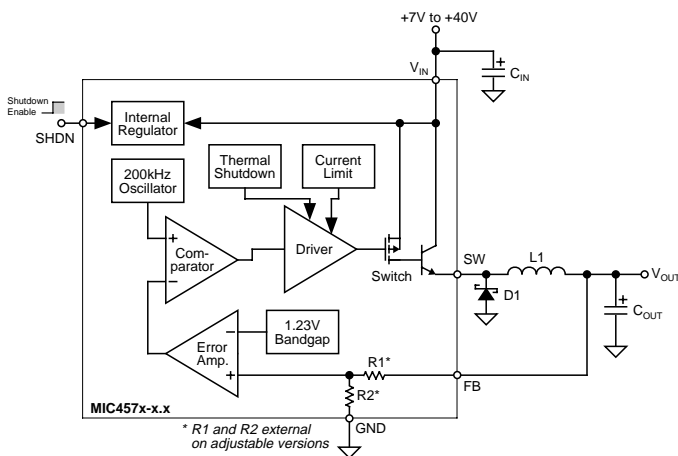 +7V to +40V
V_IN
C_IN
+
Shutdown
Enable
SHDN
Internal
Regulator
200kHz
Oscillator
Thermal
Shutdown
Current
Limit
+
Com-
parator
−
Driver
Switch
SW
L1
V_OUT
D1
+
C_OUT
Error
Amp.
−
+
1.23V
Bandgap
R1*
R2*
FB
MIC457x-x.x
GND
* R1 and R2 external
on adjustable versions